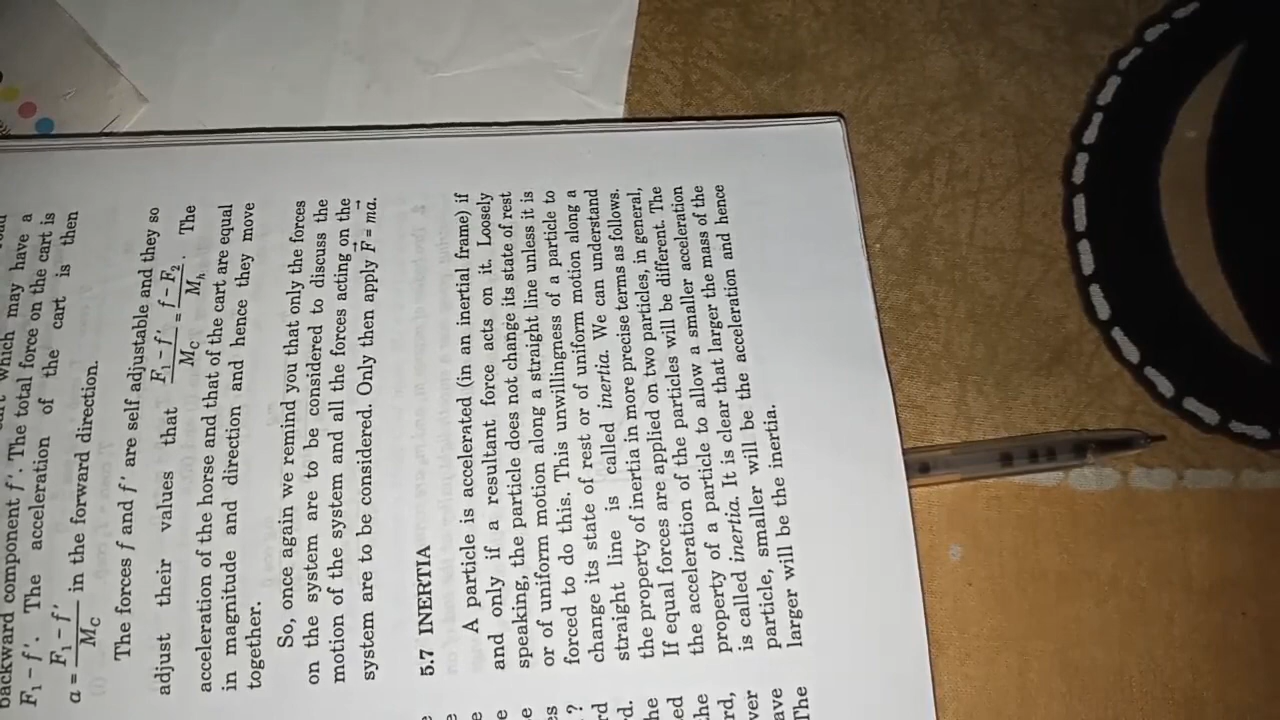 backward component f'. The total force on the cart is
F₁ − f'. The acceleration of the cart is then
a = (F₁ − f')/M_C in the forward direction.
The forces f and f' are self adjustable and they so
adjust their values that (F₁ − f')/M_C = (f − F₂)/M_h. The
acceleration of the horse and that of the cart are equal
in magnitude and direction and hence they move
together.
So, once again we remind you that only the forces
on the system are to be considered to discuss the
motion of the system and all the forces acting on the
system are to be considered. Only then apply F⃗ = ma⃗.
5.7 INERTIA
A particle is accelerated (in an inertial frame) if
and only if a resultant force acts on it. Loosely
speaking, the particle does not change its state of rest
or of uniform motion along a straight line unless it is
forced to do this. This unwillingness of a particle to
change its state of rest or of uniform motion along a
straight line is called inertia. We can understand
the property of inertia in more precise terms as follows.
If equal forces are applied on two particles, in general,
the acceleration of the particles will be different. The
property of a particle to allow a smaller acceleration
is called inertia. It is clear that larger the mass of the
particle, smaller will be the acceleration and hence
larger will be the inertia.